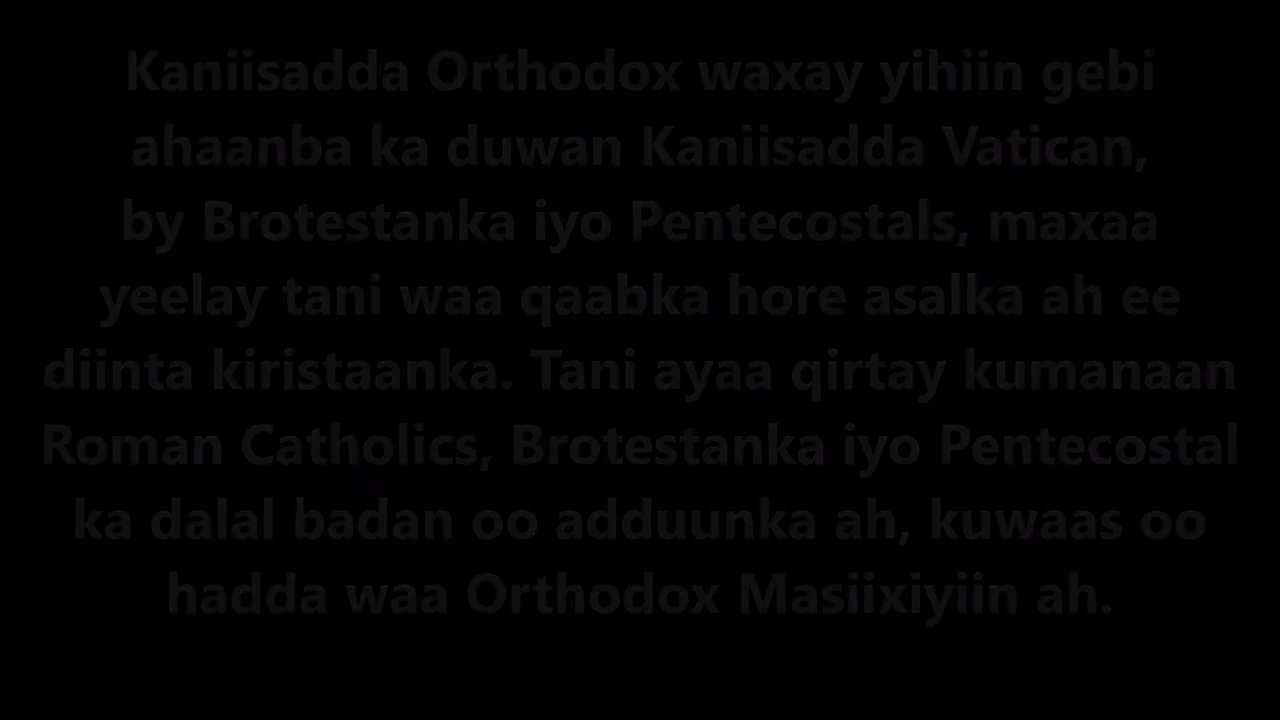 Kaniisadda Orthodox waxay yihiin gebi
ahaanba ka duwan Kaniisadda Vatican,
by Brotestanka iyo Pentecostals, maxaa
yeelay tani waa qaabka hore asalka ah ee
diinta kiristaanka. Tani ayaa qirtay kumanaan
Roman Catholics, Brotestanka iyo Pentecostal
ka dalal badan oo adduunka ah, kuwaas oo
hadda waa Orthodox Masiixiyiin ah.